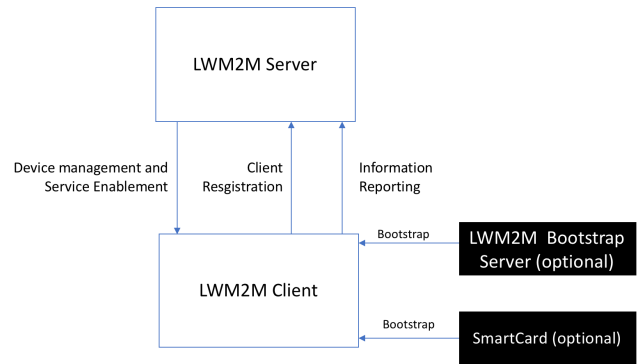 LWM2M Server
Device management and
Service Enablement
Client
Resgistration
Information
Reporting
Bootstrap
LWM2M Bootstrap
Server (optional)
LWM2M Client
Bootstrap
SmartCard (optional)